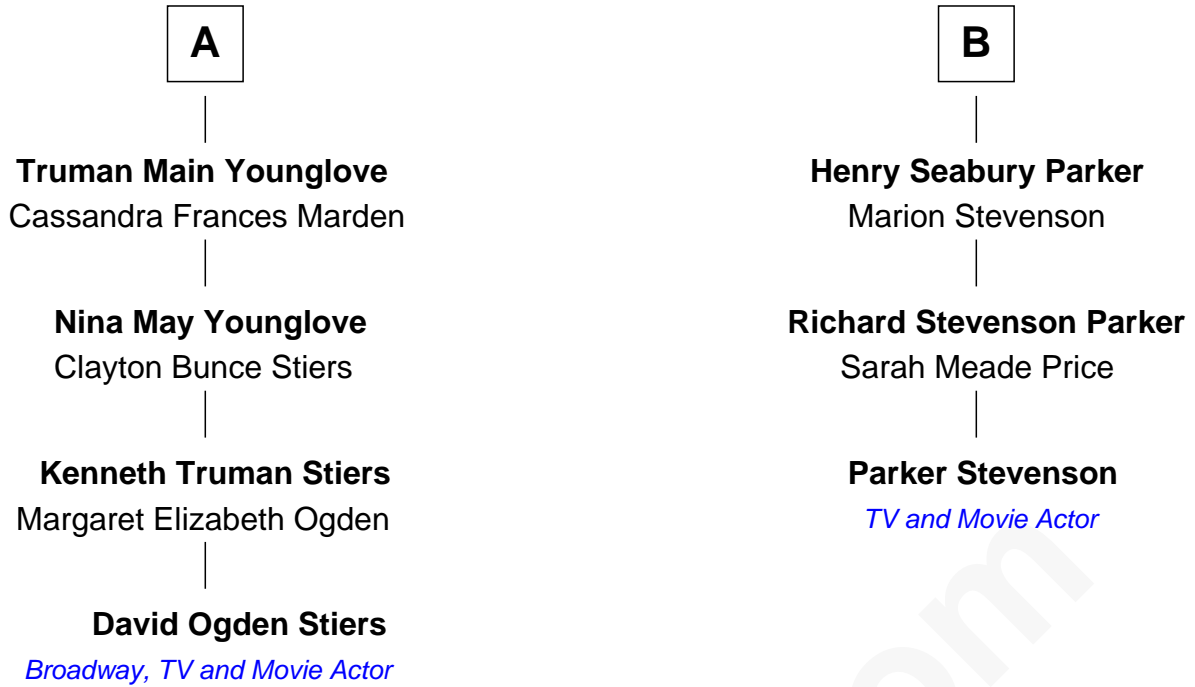 A
Truman Main Younglove
Cassandra Frances Marden
Nina May Younglove
Clayton Bunce Stiers
Kenneth Truman Stiers
Margaret Elizabeth Ogden
David Ogden Stiers
Broadway, TV and Movie Actor
B
Henry Seabury Parker
Marion Stevenson
Richard Stevenson Parker
Sarah Meade Price
Parker Stevenson
TV and Movie Actor
om